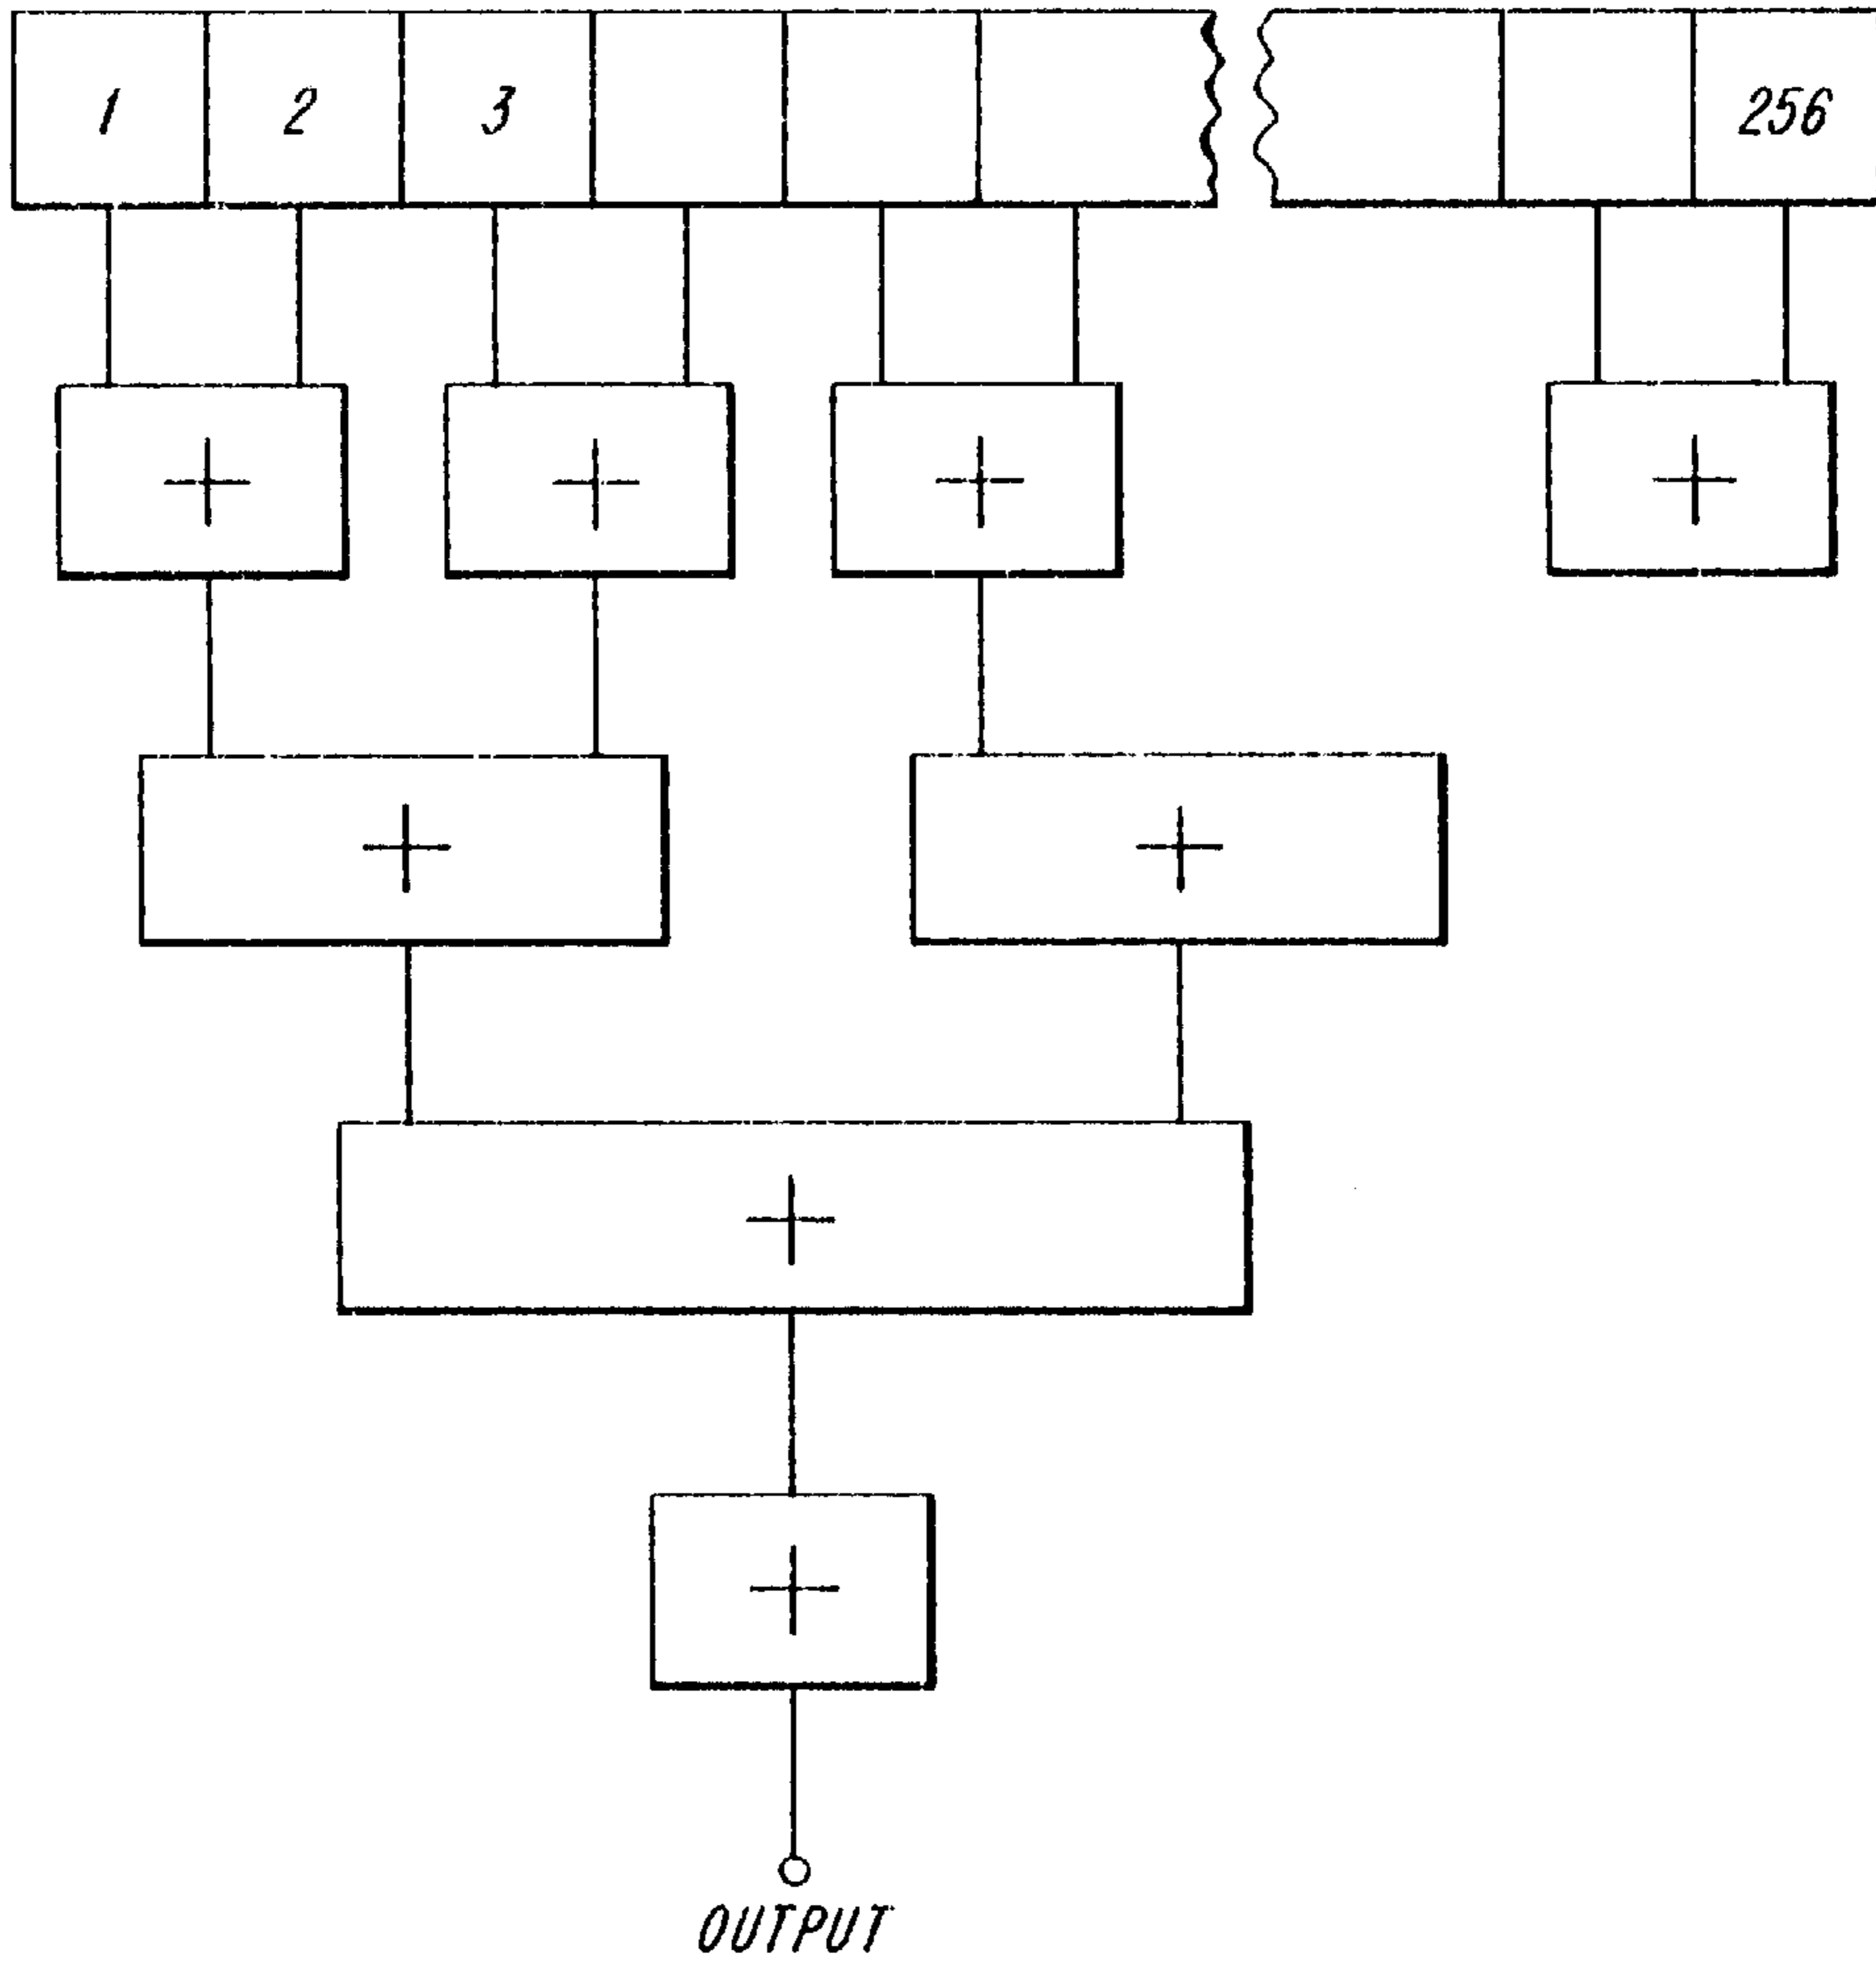 1 2 3 256
+ + + +
+ +
+
+
OUTPUT